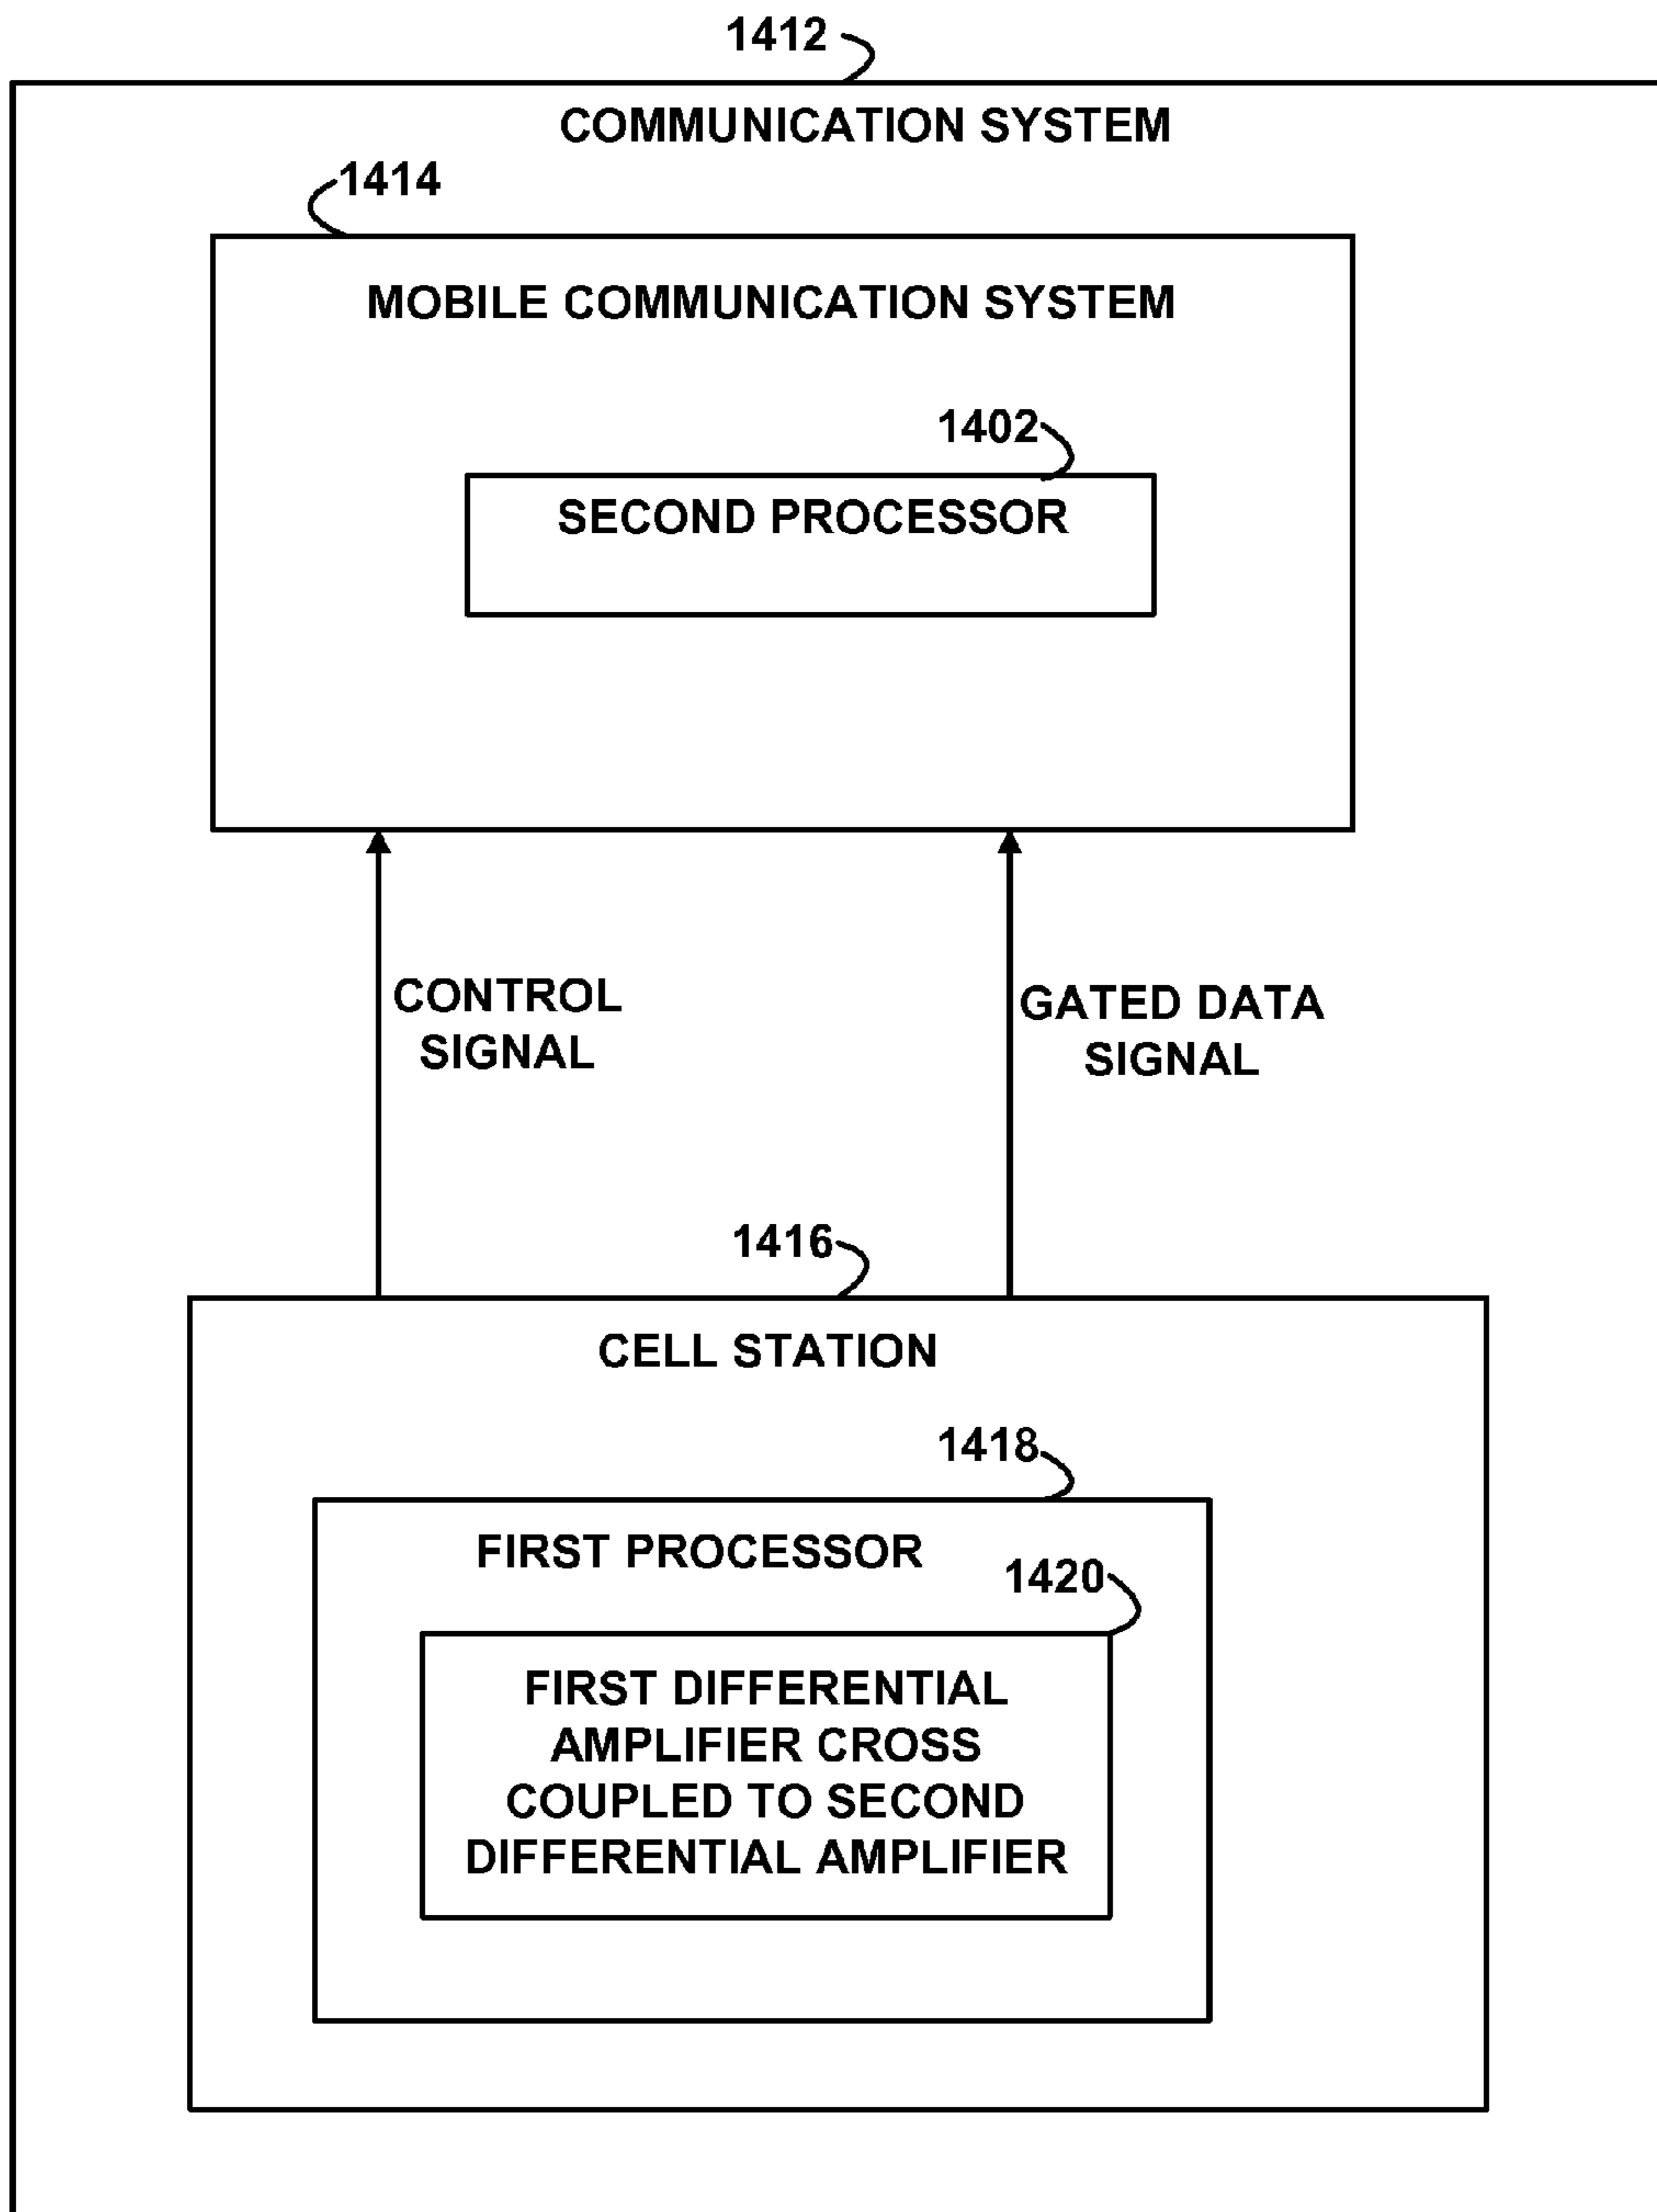 1412
COMMUNICATION SYSTEM
1414
MOBILE COMMUNICATION SYSTEM
1402
SECOND PROCESSOR
CONTROL
SIGNAL
GATED DATA
SIGNAL
1416
CELL STATION
1418
FIRST PROCESSOR
1420
FIRST DIFFERENTIAL
AMPLIFIER CROSS
COUPLED TO SECOND
DIFFERENTIAL AMPLIFIER